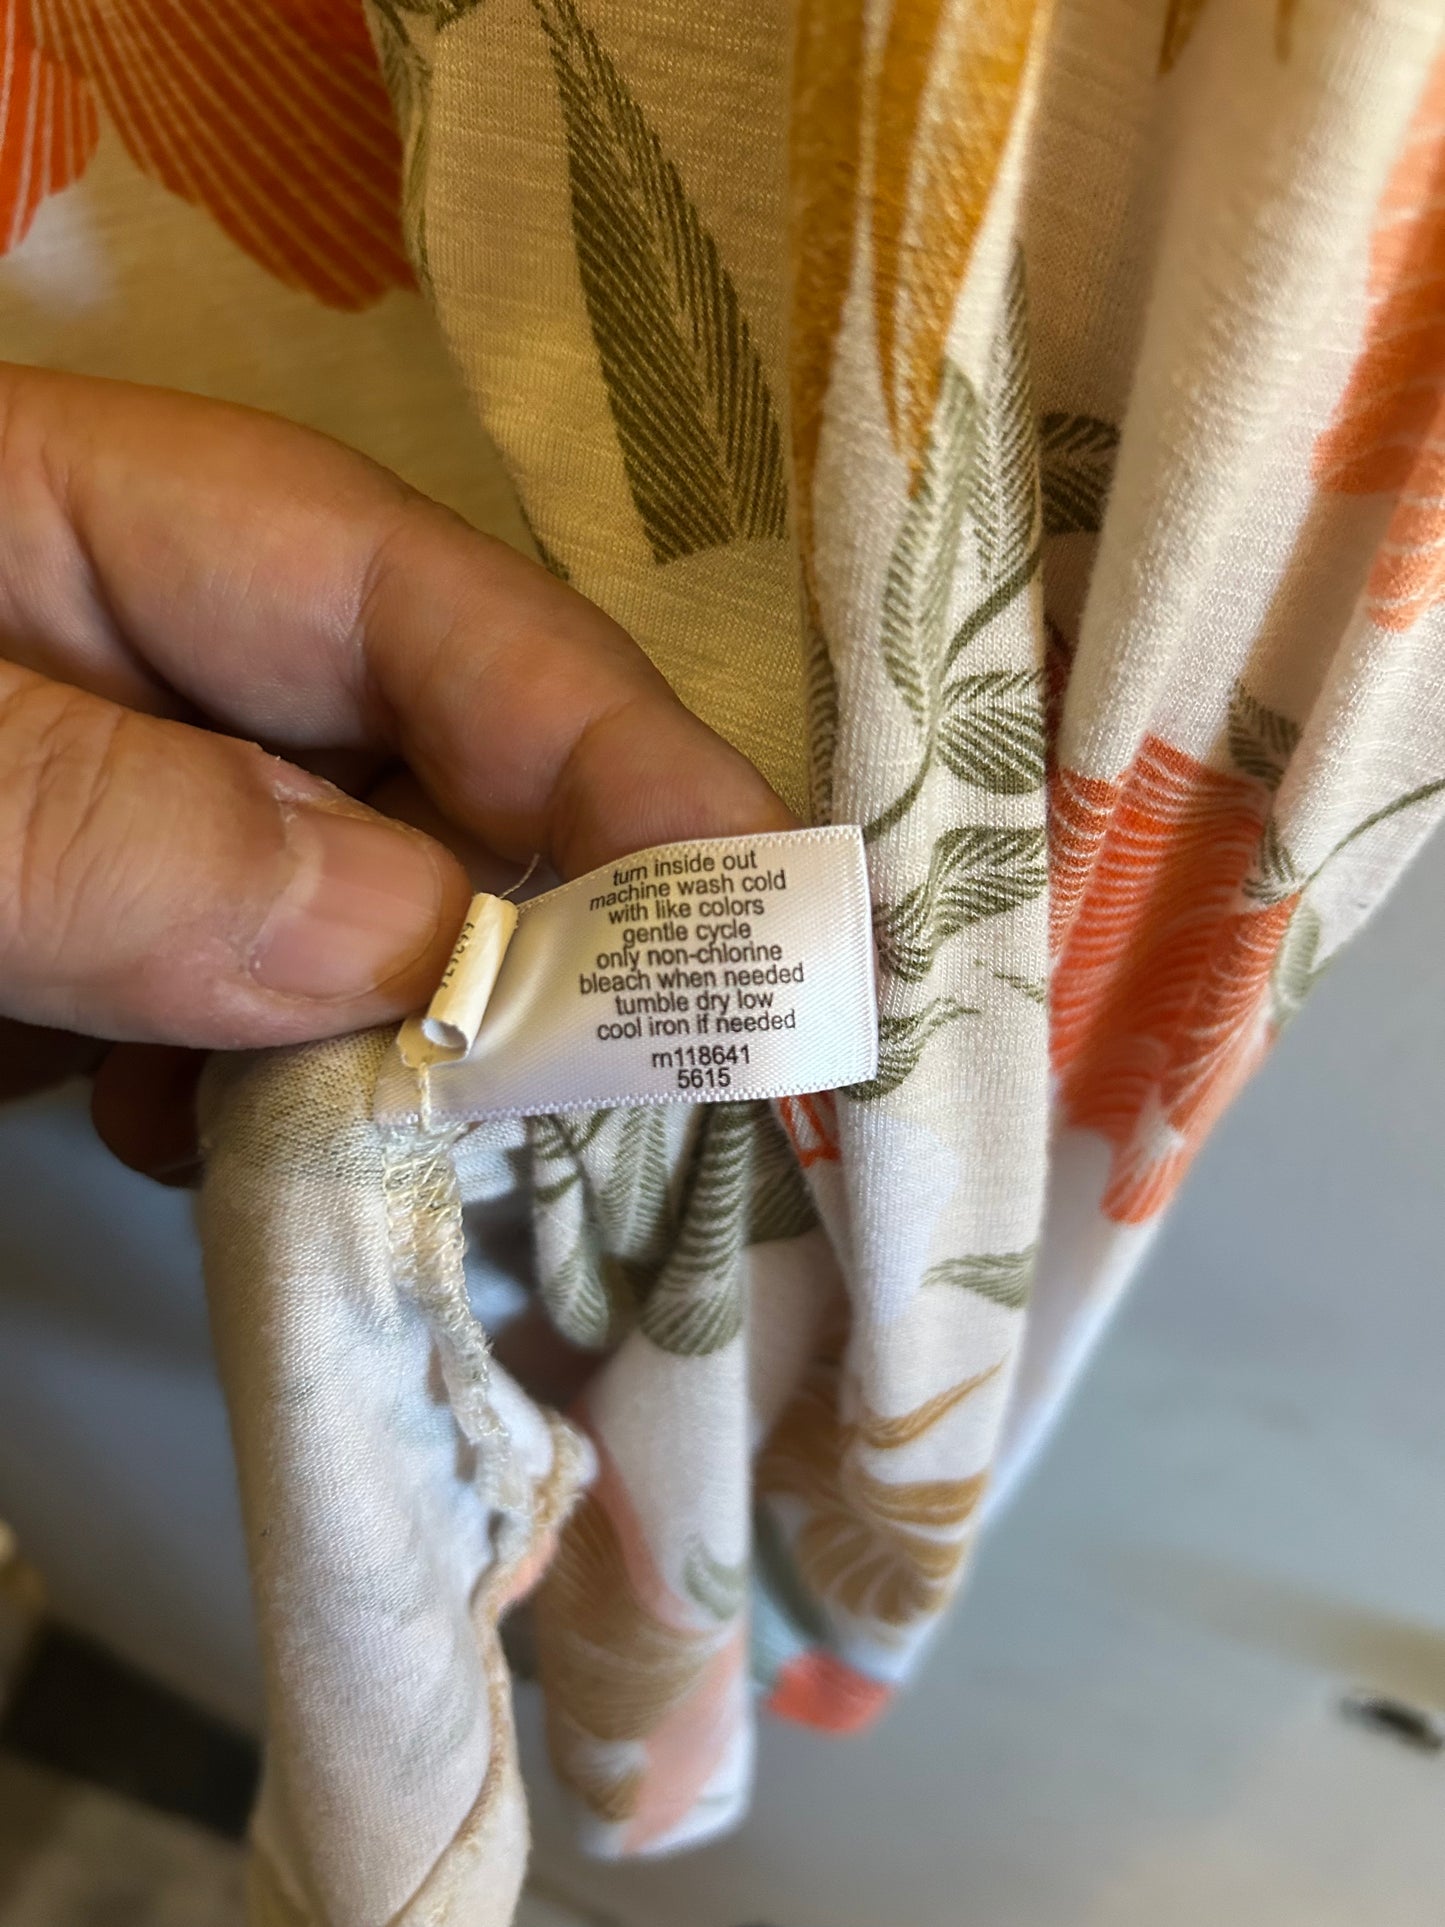 turn inside out
machine wash cold
with like colors
gentle cycle
only non-chlorine
bleach when needed
tumble dry low
cool iron if needed
rn118641
5615